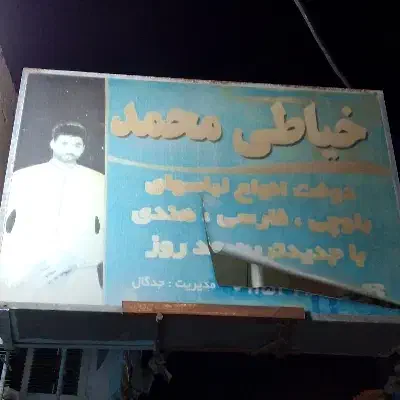 خیاطی محمد
دوخت انواع لباسهای
بلوچی ، فارسی ، هندی
با جدیدترین مد روز
مدیریت : جدگال